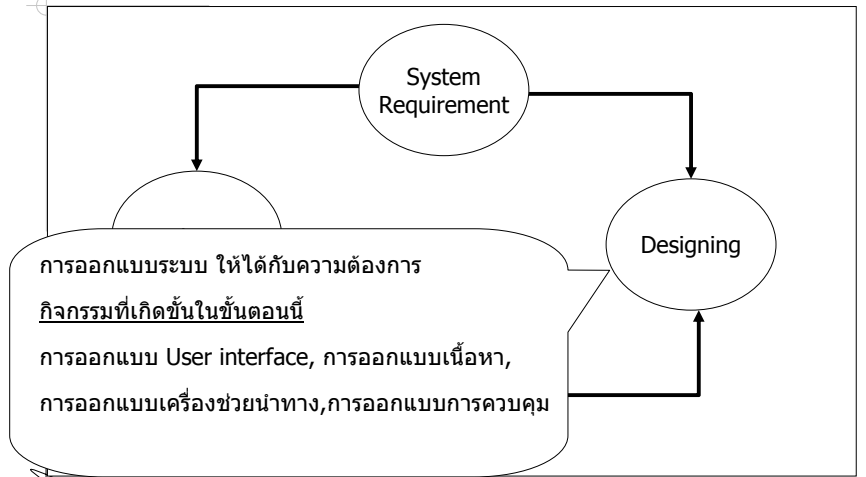 System
Requirement
Designing
การออกแบบระบบ ให้ได้กับความต้องการ
กิจกรรมที่เกิดขั้นในขั้นตอนนี้
การออกแบบ User interface, การออกแบบเนื้อหา,
การออกแบบเครื่องช่วยนำทาง,การออกแบบการควบคุม